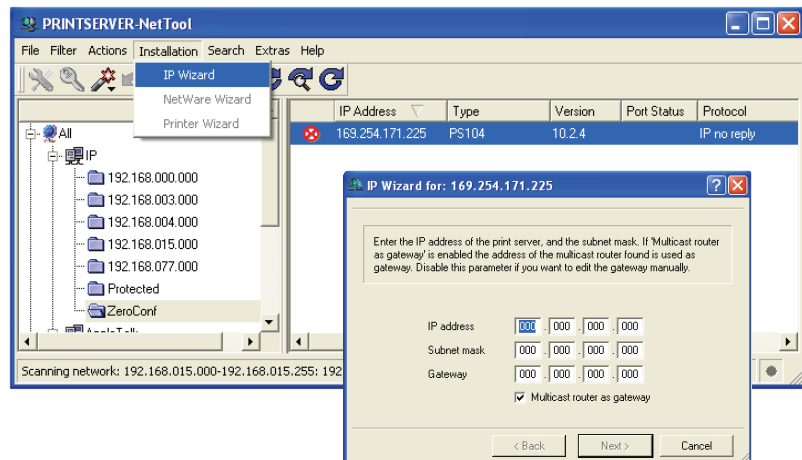 PRINTSERVER-NetTool
File Filter Actions Installation Search Extras Help
IP Wizard
NetWare Wizard
Printer Wizard
IP Address Type Version Port Status Protocol
169.254.171.225 PS104 10.2.4 IP no reply
All
IP
192.168.000.000
192.168.003.000
192.168.004.000
192.168.015.000
192.168.077.000
Protected
ZeroConf
Scanning network: 192.168.015.000-192.168.015.255: 192
IP Wizard for: 169.254.171.225
Enter the IP address of the print server, and the subnet mask. If 'Multicast router
as gateway' is enabled the address of the multicast router found is used as
gateway. Disable this parameter if you want to edit the gateway manually.
IP address 000 . 000 . 000 . 000
Subnet mask 000 . 000 . 000 . 000
Gateway 000 . 000 . 000 . 000
Multicast router as gateway
< Back Next > Cancel